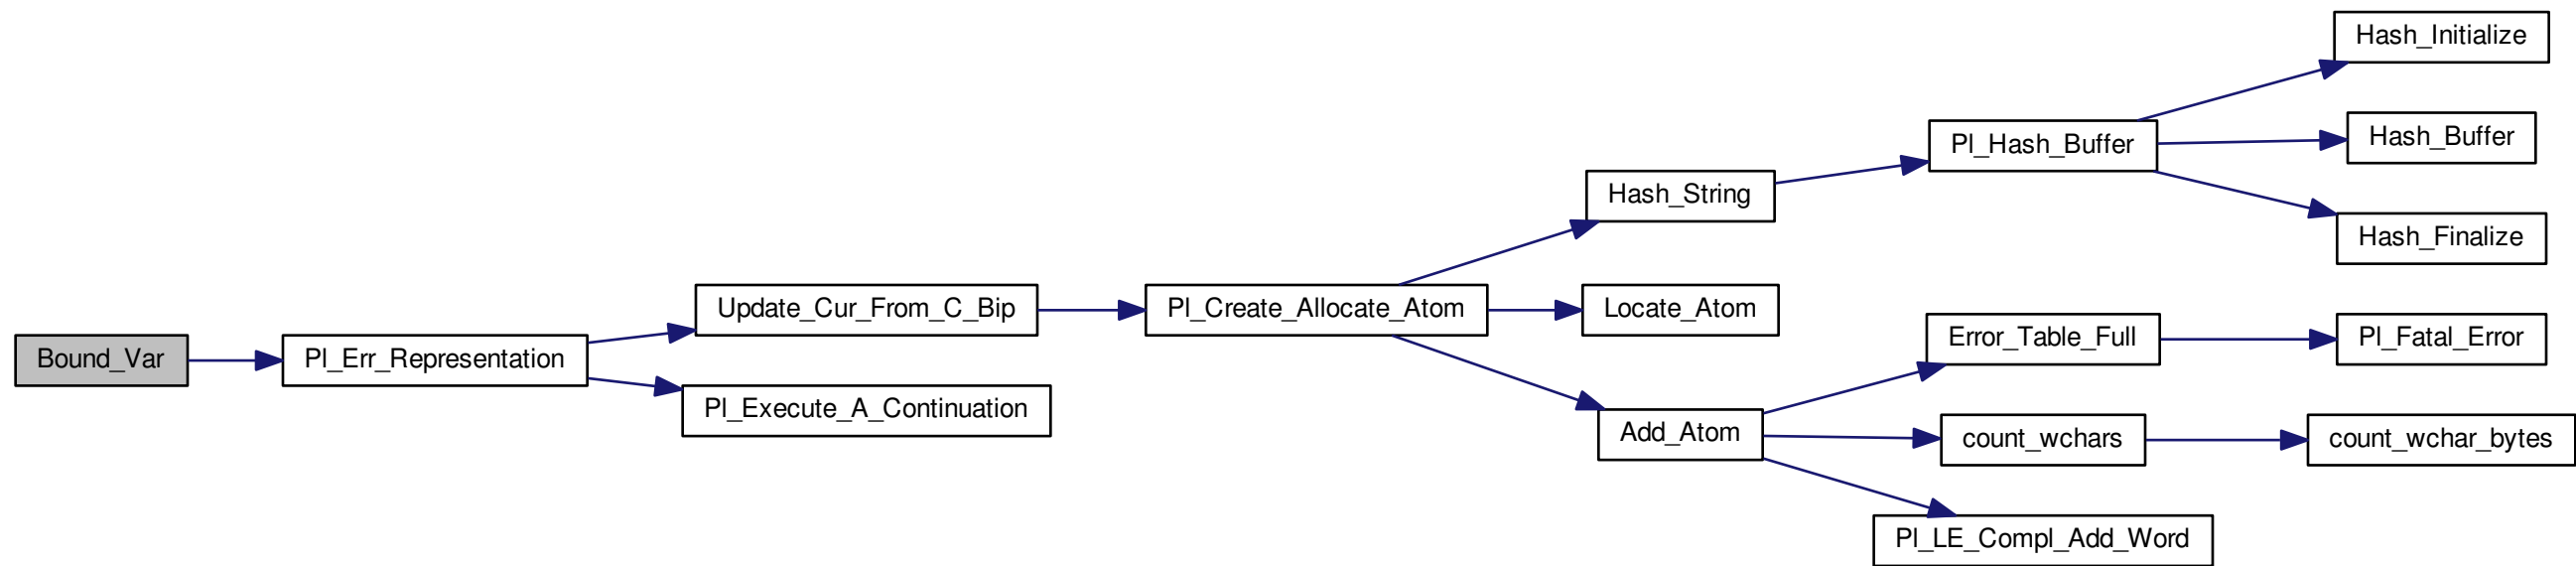 Bound_Var
Pl_Err_Representation
Update_Cur_From_C_Bip
Pl_Execute_A_Continuation
Pl_Create_Allocate_Atom
Hash_String
Locate_Atom
Add_Atom
Pl_Hash_Buffer
Error_Table_Full
count_wchars
Pl_LE_Compl_Add_Word
Hash_Initialize
Hash_Buffer
Hash_Finalize
Pl_Fatal_Error
count_wchar_bytes